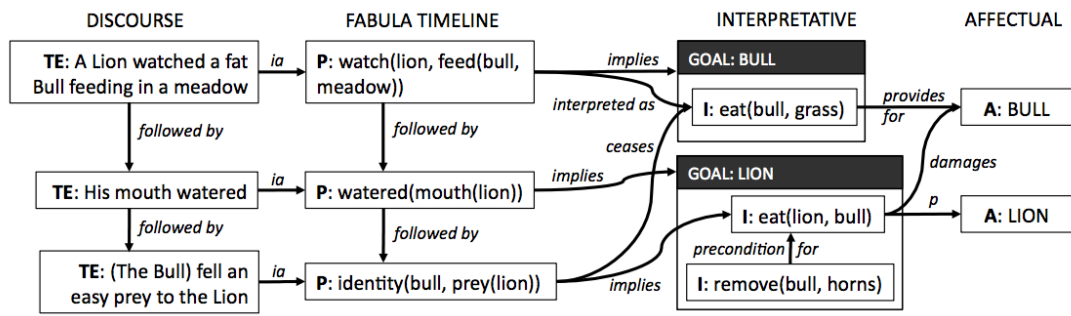 DISCOURSE
FABULA TIMELINE
INTERPRETATIVE
AFFECTUAL
TE: A Lion watched a fat
Bull feeding in a meadow
ia
P: watch(lion, feed(bull,
meadow))
implies
GOAL: BULL
interpreted as
I: eat(bull, grass)
provides
for
A: BULL
followed by
followed by
ceases
damages
TE: His mouth watered
ia
P: watered(mouth(lion))
implies
GOAL: LION
I: eat(lion, bull)
p
A: LION
followed by
followed by
precondition for
TE: (The Bull) fell an
easy prey to the Lion
ia
P: identity(bull, prey(lion))
implies
I: remove(bull, horns)